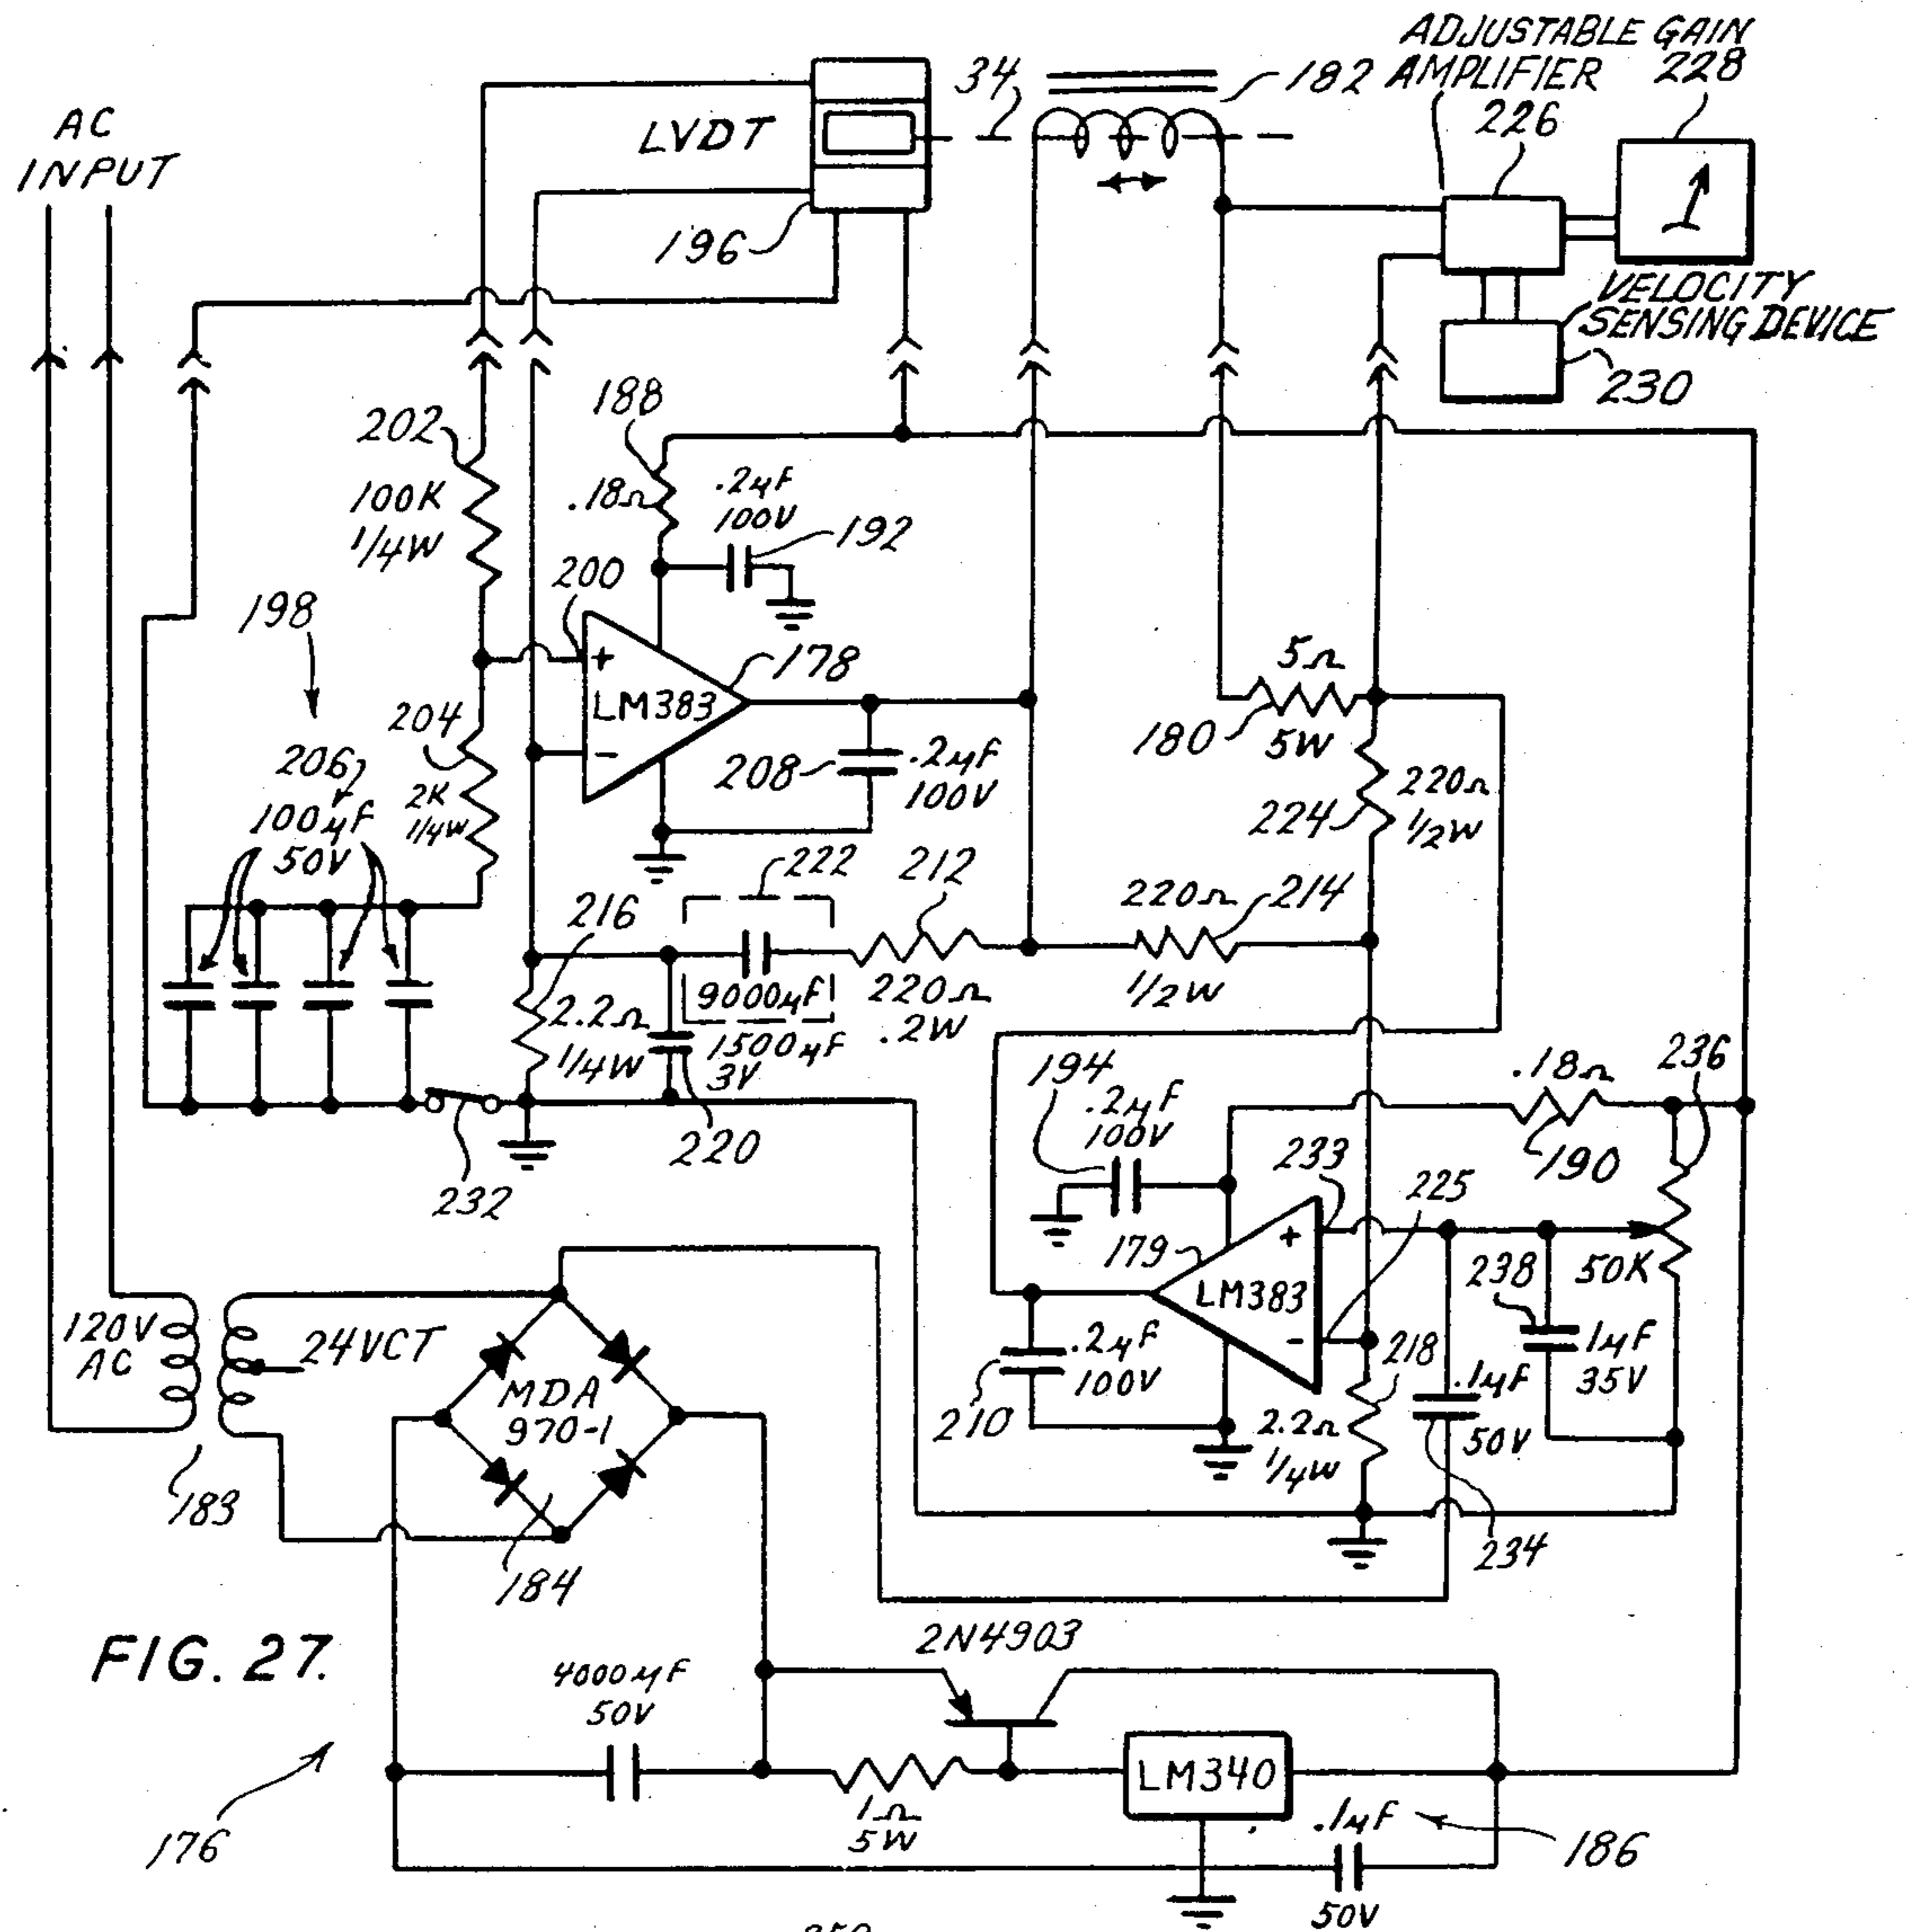 ADJUSTABLE GAIN
AMPLIFIER
228
226
34
182
AC
INPUT
LVDT
196
VELOCITY
SENSING DEVICE
230
202
100K
1/4W
188
.18Ω
.2μF
100V
192
200
198
+
LM383
-
178
204
2K
1/4W
206
100μF
50V
208
.2μF
100V
5Ω
180
5W
220Ω
1/2W
224
222
212
216
220Ω
214
1/2W
9000μF
220Ω
.2W
2.2Ω
1/4W
1500μF
3V
220
232
194
.2μF
100V
.18Ω
236
190
233
225
179
+
LM383
-
238
50K
1μF
35V
.2μF
100V
210
218
2.2Ω
1/4W
.1μF
50V
234
120V
AC
24VCT
MDA
970-1
183
184
FIG. 27.
2N4903
4000μF
50V
1Ω
5W
LM340
.1μF
50V
186
176